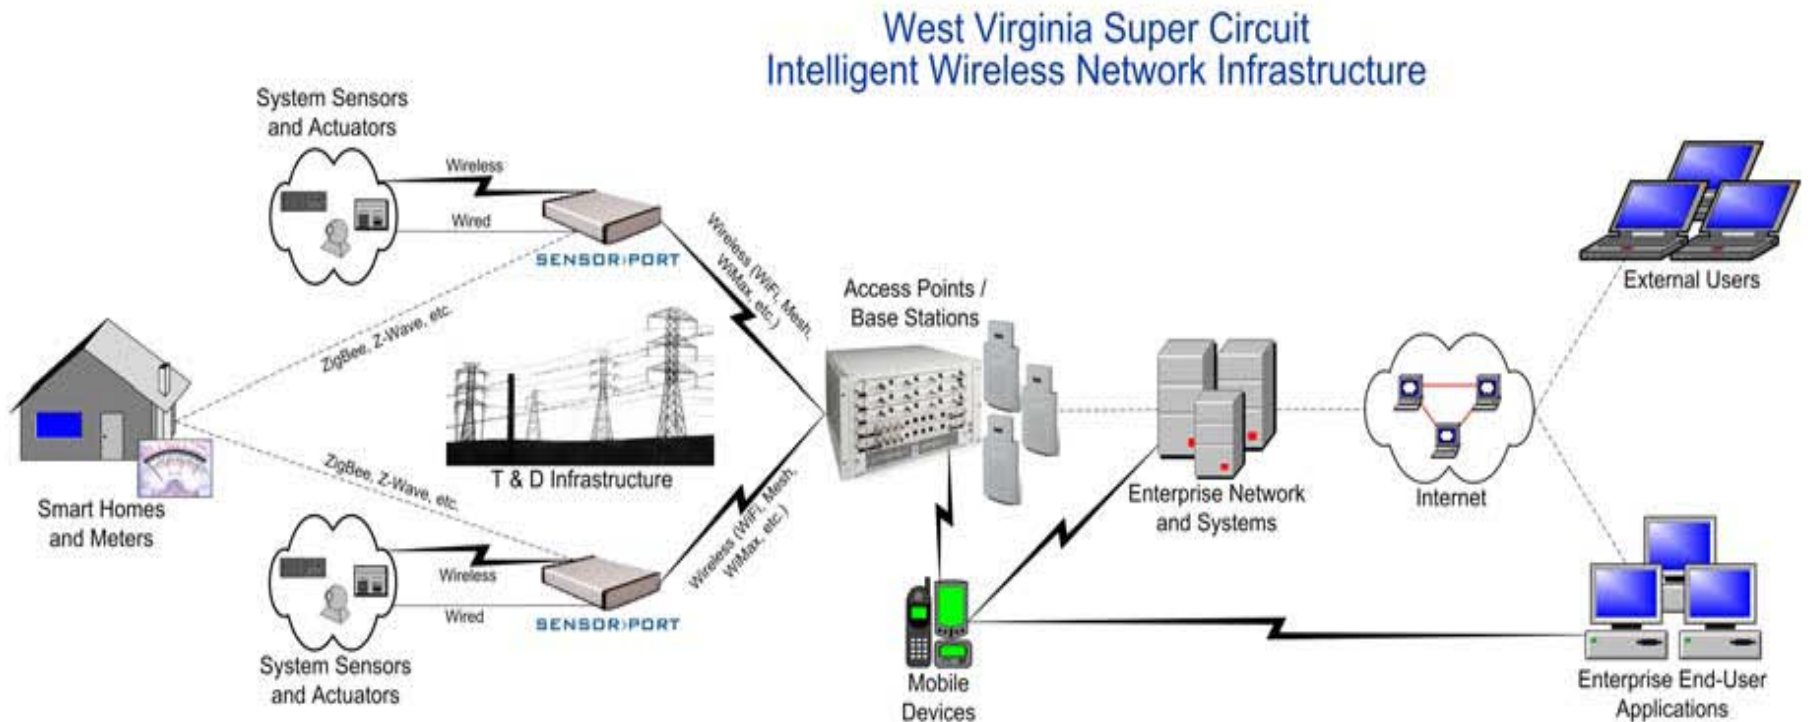 West Virginia Super Circuit
Intelligent Wireless Network Infrastructure
System Sensors
and Actuators
Wireless
Wired
SENSOR›PORT
Wireless (WiFi, Mesh,
WiMax, etc.)
ZigBee, Z-Wave, etc.
Access Points /
Base Stations
External Users
T & D Infrastructure
Smart Homes
and Meters
ZigBee, Z-Wave, etc.
Wireless (WiFi, Mesh,
WiMax, etc.)
Enterprise Network
and Systems
Internet
Wireless
Wired
SENSOR›PORT
System Sensors
and Actuators
Mobile
Devices
Enterprise End-User
Applications